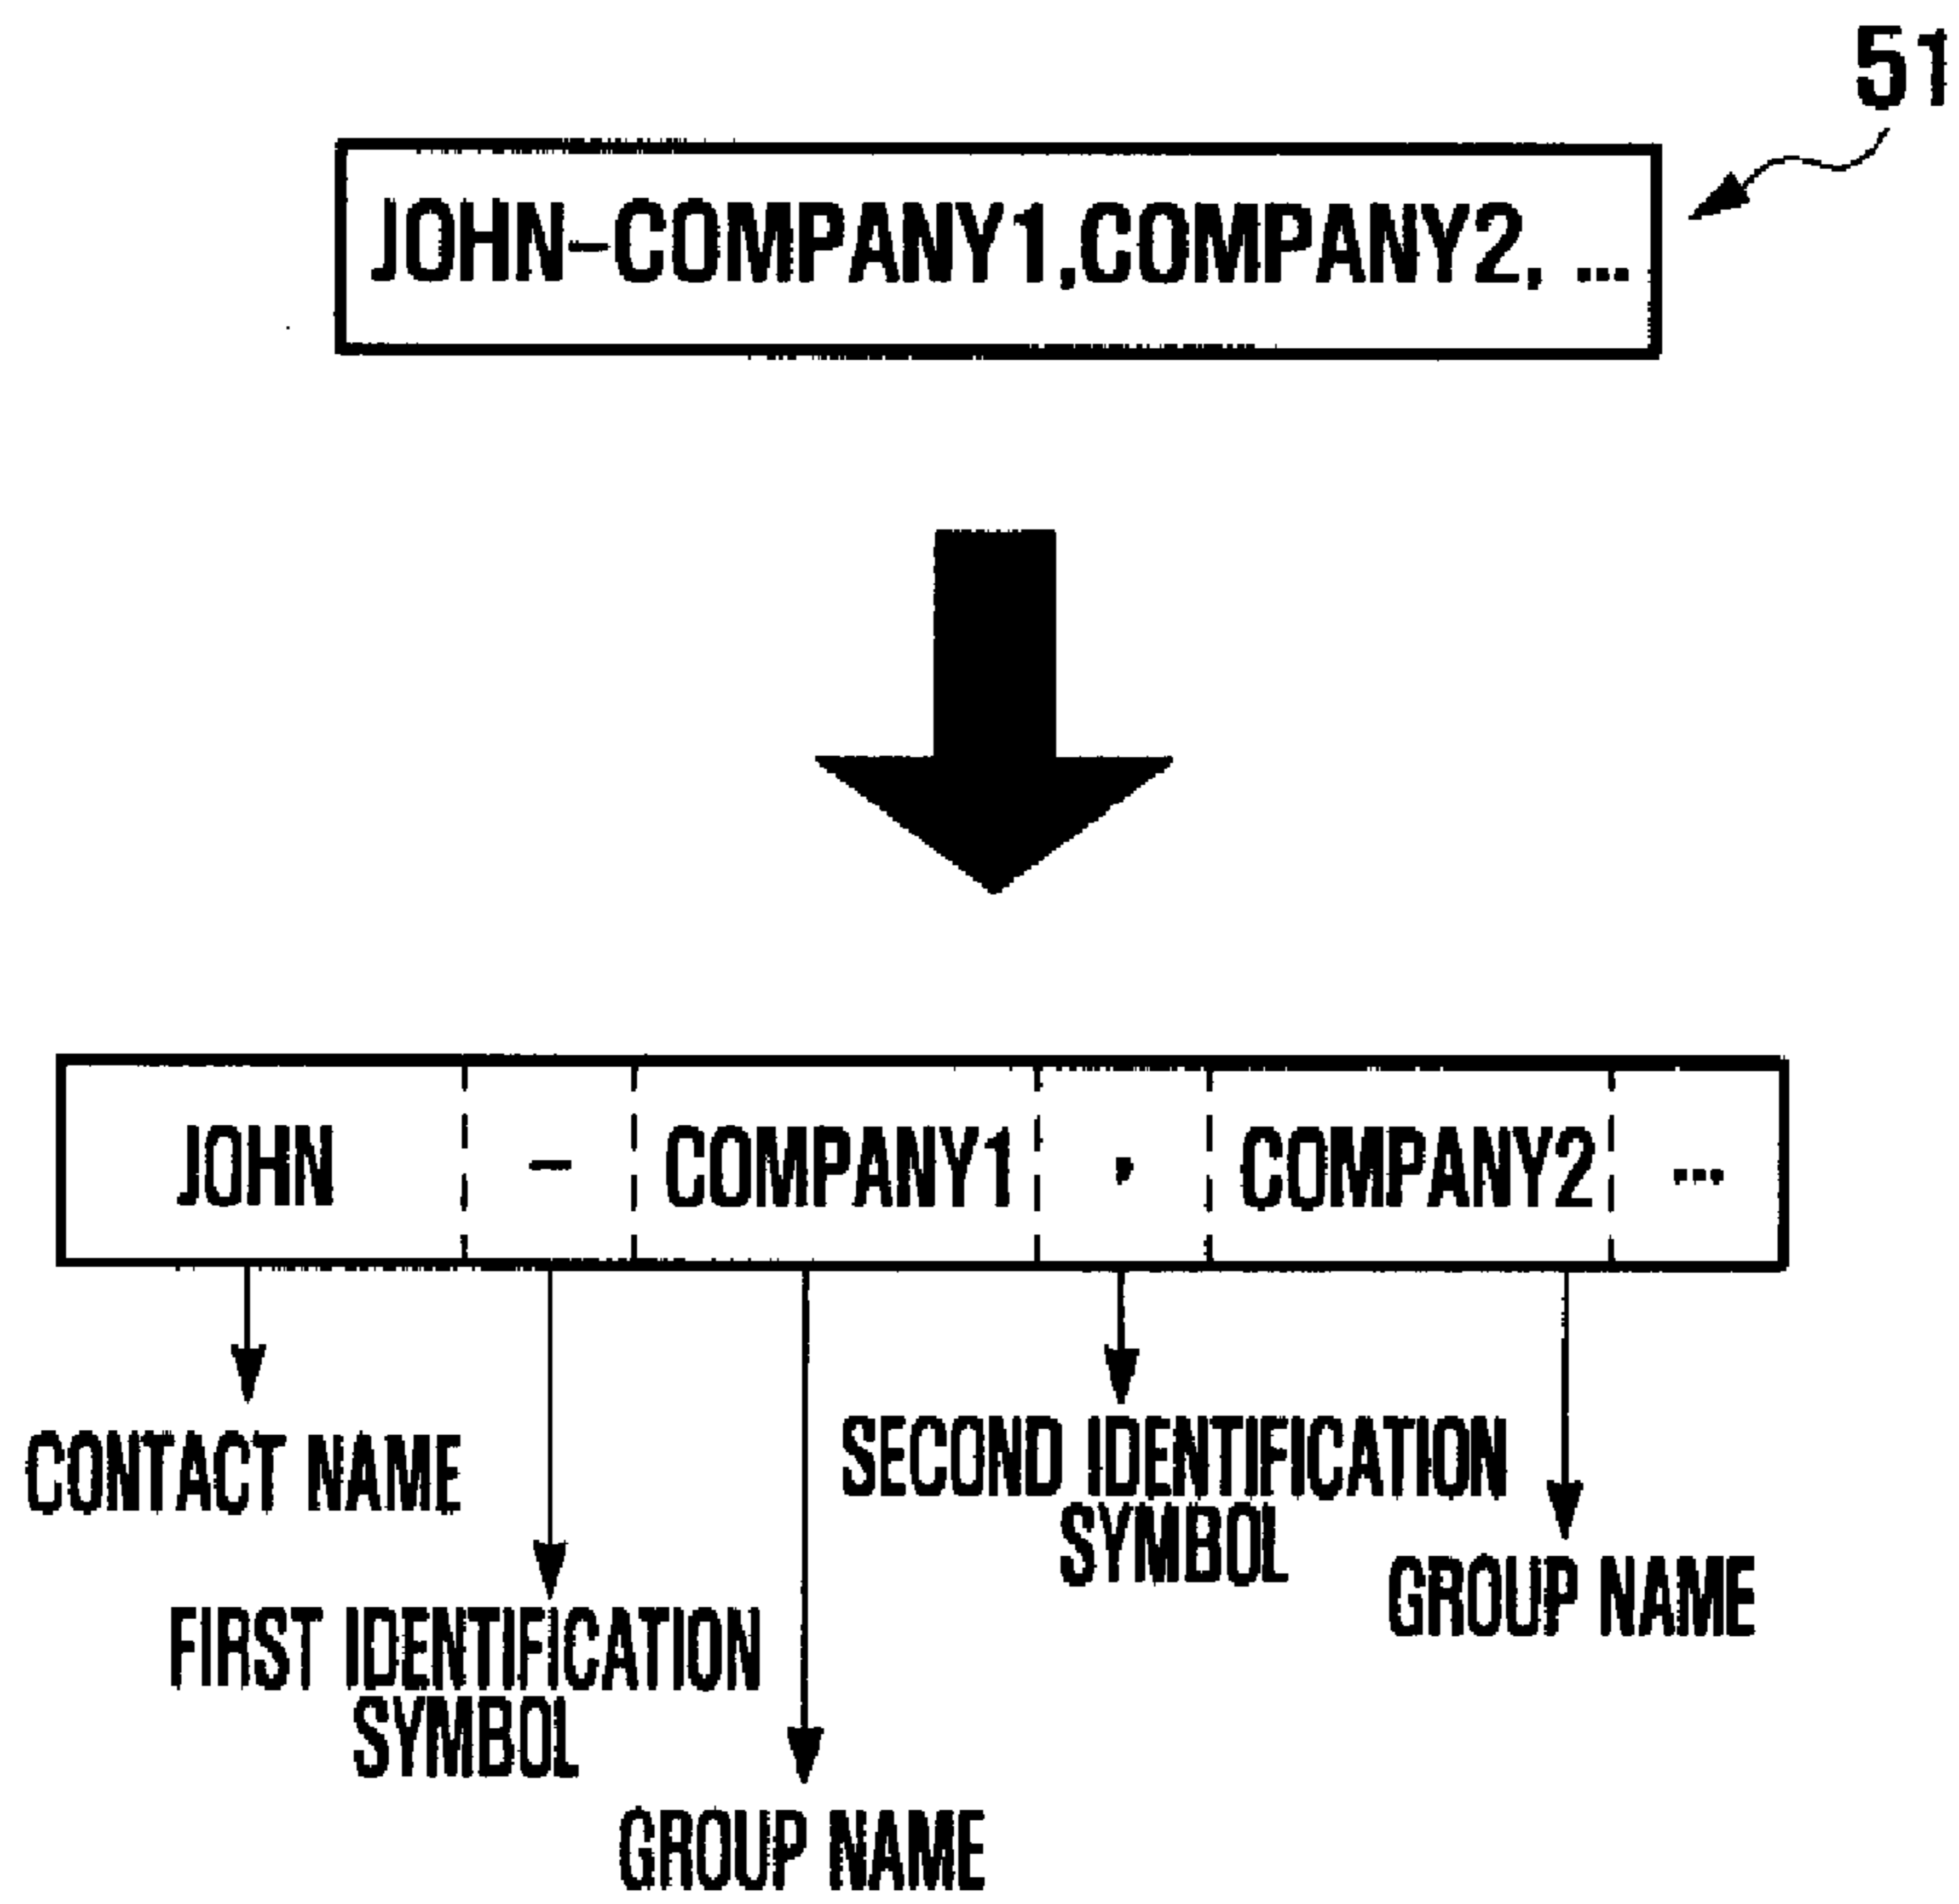 51
JOHN-COMPANY1,COMPANY2, ...
JOHN - COMPANY1 , COMPANY2 ...
CONTACT NAME
SECOND IDENTIFICATION
SYMBOL
GROUP NAME
FIRST IDENTIFICATION
SYMBOL
GROUP NAME